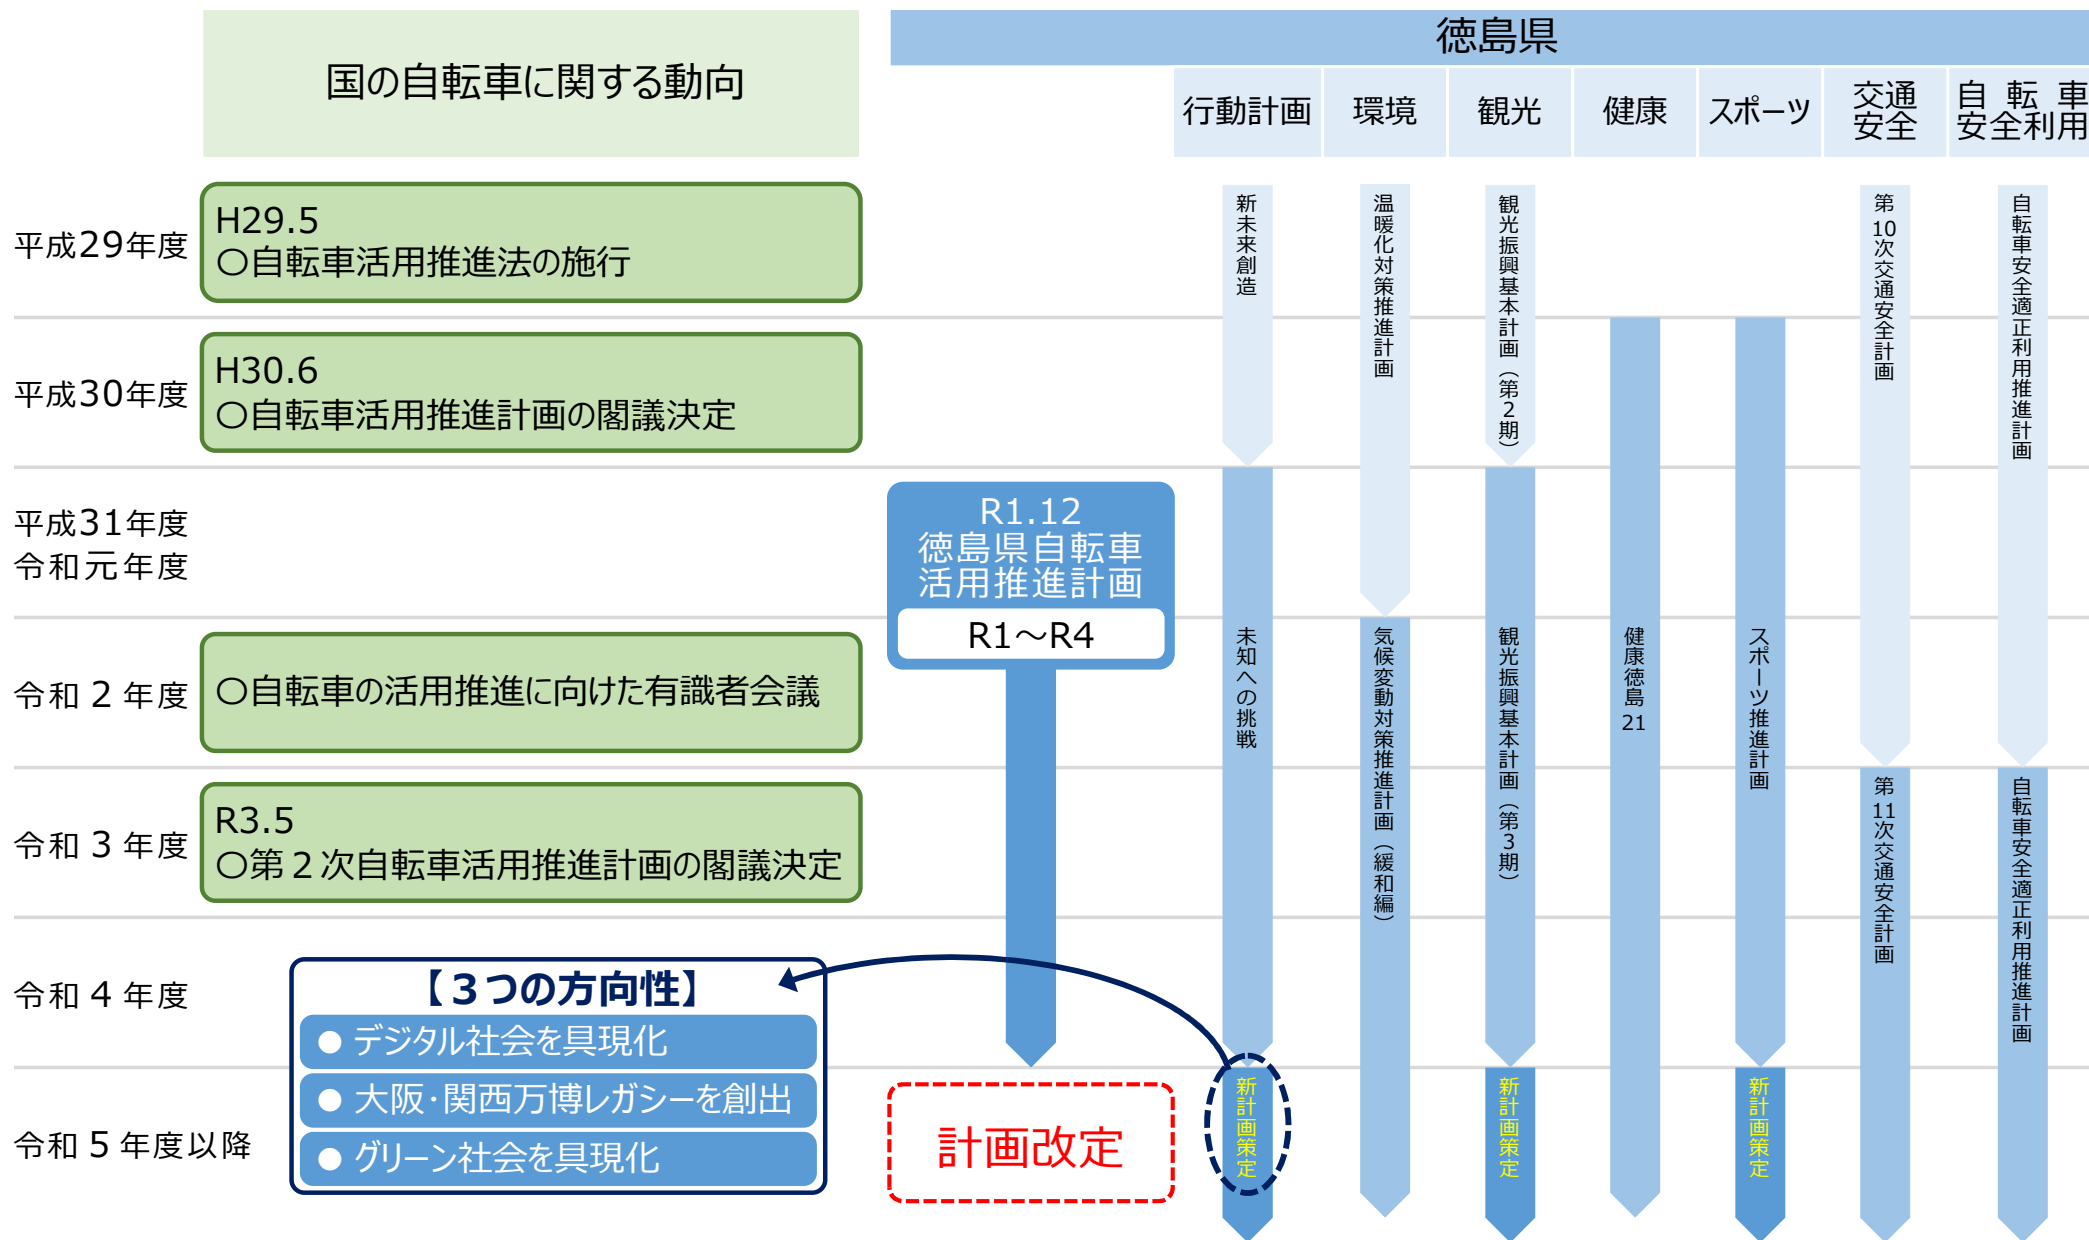 国の自転車に関する動向
徳島県
行動計画
環境
観光
健康
スポーツ
交通
安全
自転車
安全利用
平成29年度
H29.5
〇自転車活用推進法の施行
平成30年度
H30.6
〇自転車活用推進計画の閣議決定
平成31年度
令和元年度
令和２年度
〇自転車の活用推進に向けた有識者会議
令和３年度
R3.5
〇第２次自転車活用推進計画の閣議決定
令和４年度
令和５年度以降
【３つの方向性】
● デジタル社会を具現化
● 大阪・関西万博レガシーを創出
● グリーン社会を具現化
R1.12
徳島県自転車
活用推進計画
R1～R4
計画改定
新未来創造
未知への挑戦
新計画策定
温暖化対策推進計画
気候変動対策推進計画（緩和編）
観光振興基本計画（第２期）
観光振興基本計画（第３期）
新計画策定
健康徳島21
スポーツ推進計画
新計画策定
第10次交通安全計画
第11次交通安全計画
自転車安全適正利用推進計画
自転車安全適正利用推進計画